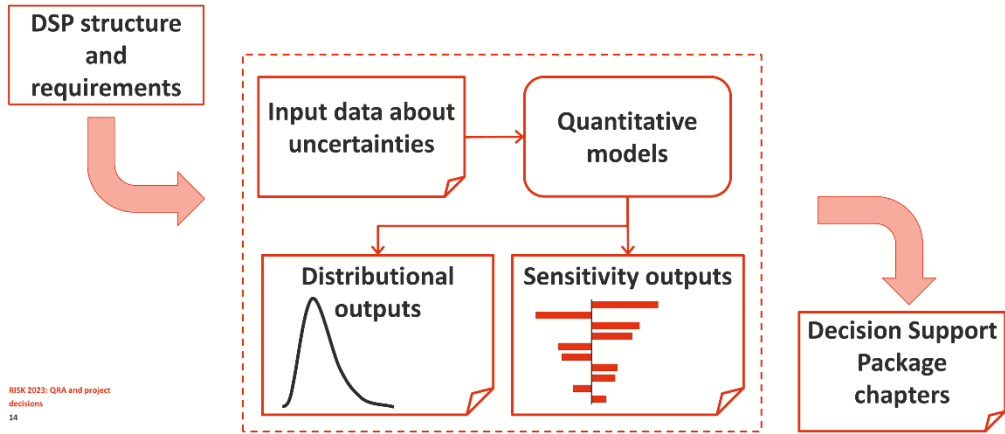 DSP structure
and
requirements
Input data about
uncertainties
Quantitative
models
Distributional
outputs
Sensitivity outputs
Decision Support
Package
chapters
RISK 2023: QRA and project
decisions
14